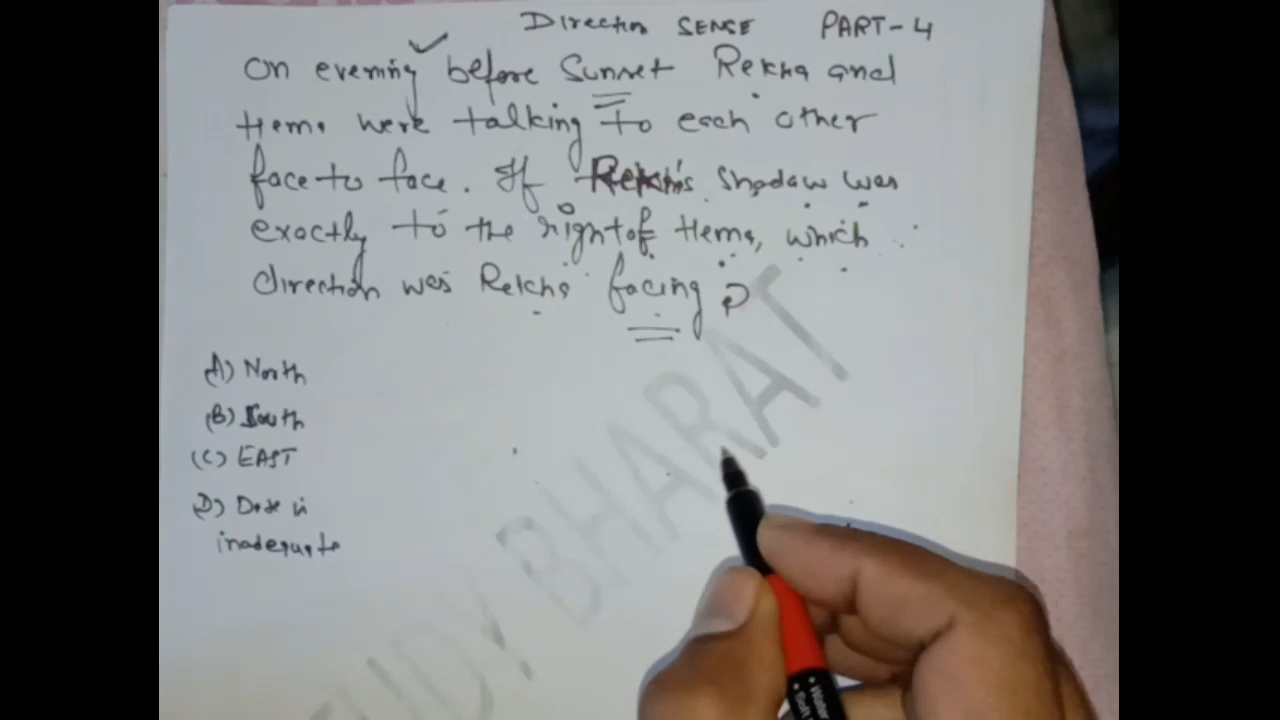 Direction SENSE PART-4
On evening before Sunset Rekha and
Hema were talking to each other
face to face. If Rekha's shadow was
exactly to the right of Hema, which
direction was Rekha facing ?
(A) North
(B) South
(C) EAST
(D) Data is
inadequate
STUDY BHARAT